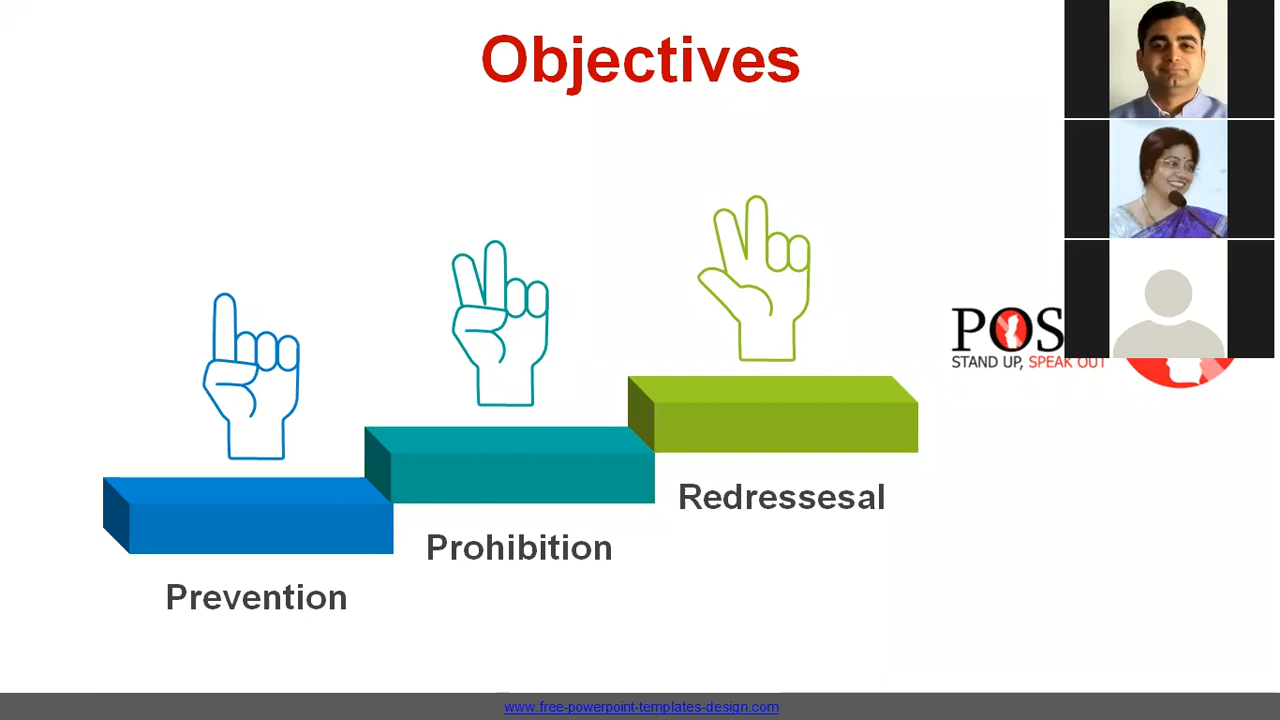 Objectives
POS
STAND UP, SPEAK OUT
Redressesal
Prohibition
Prevention
www.free-powerpoint-templates-design.com